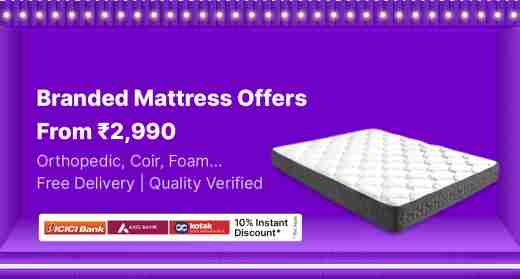 Branded Mattress Offers
From ₹2,990
Orthopedic, Coir, Foam...
Free Delivery | Quality Verified
ICICI Bank AXIS BANK kotak 10% Instant
Discount*